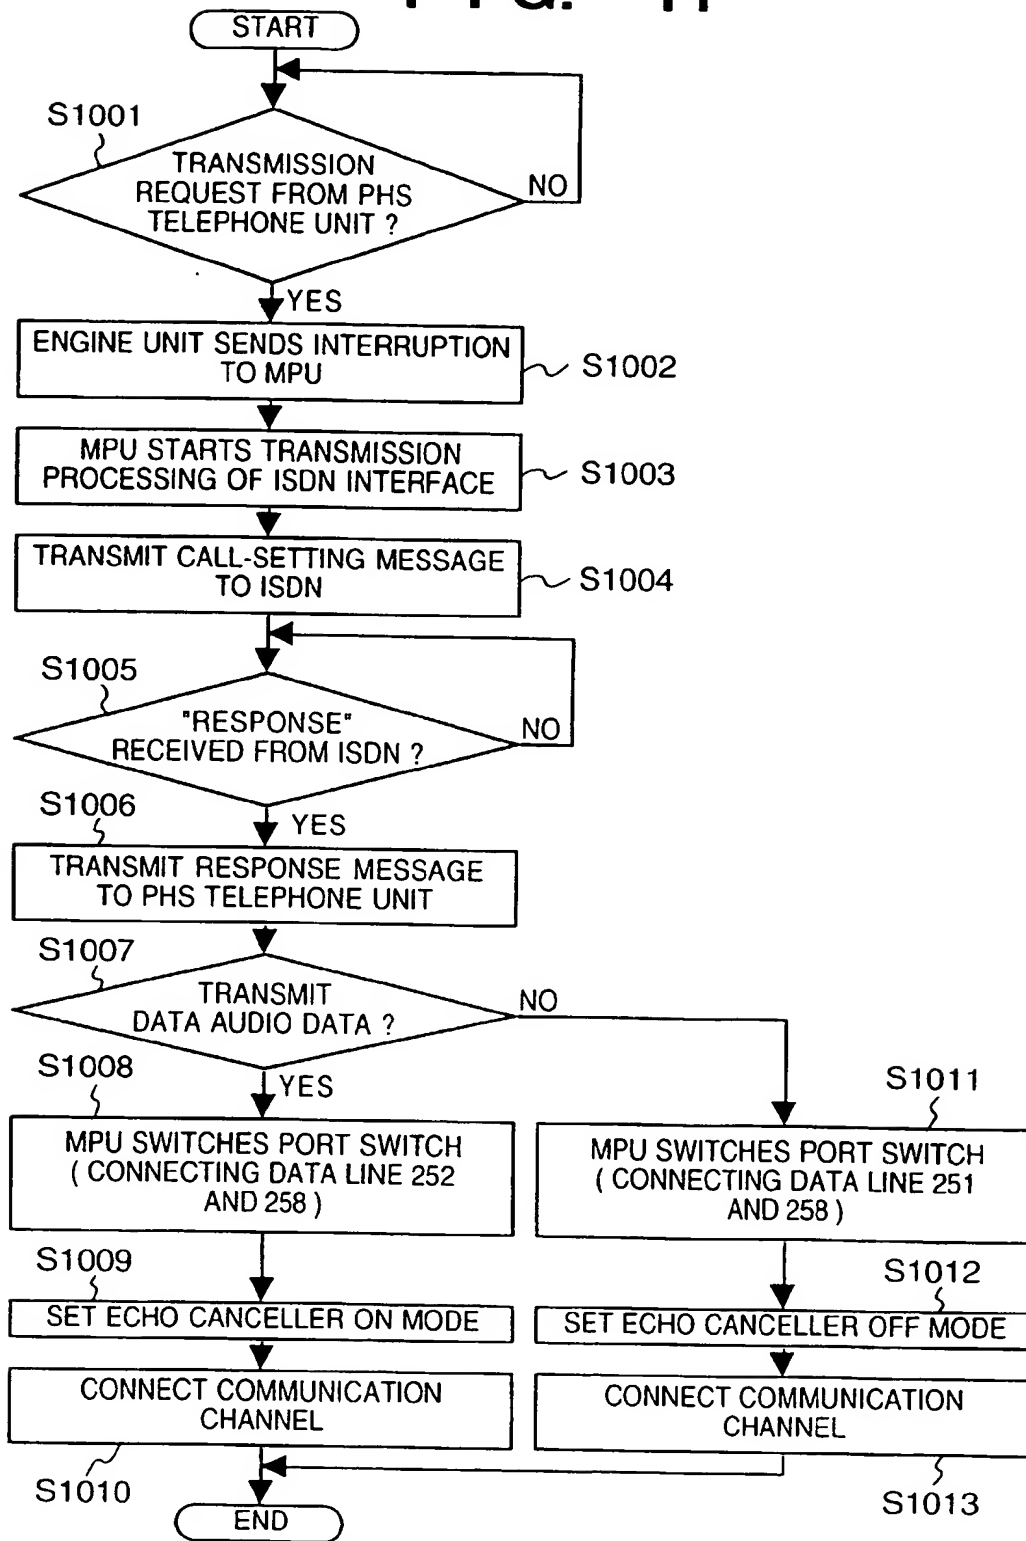 FIG. 11
START
S1001
TRANSMISSION
REQUEST FROM PHS
TELEPHONE UNIT ?
NO
YES
ENGINE UNIT SENDS INTERRUPTION
TO MPU
S1002
MPU STARTS TRANSMISSION
PROCESSING OF ISDN INTERFACE
S1003
TRANSMIT CALL-SETTING MESSAGE
TO ISDN
S1004
S1005
"RESPONSE"
RECEIVED FROM ISDN ?
NO
S1006
YES
TRANSMIT RESPONSE MESSAGE
TO PHS TELEPHONE UNIT
S1007
TRANSMIT
DATA AUDIO DATA ?
NO
S1008
YES
S1011
MPU SWITCHES PORT SWITCH
( CONNECTING DATA LINE 252
AND 258 )
MPU SWITCHES PORT SWITCH
( CONNECTING DATA LINE 251
AND 258 )
S1009
S1012
SET ECHO CANCELLER ON MODE
SET ECHO CANCELLER OFF MODE
CONNECT COMMUNICATION
CHANNEL
CONNECT COMMUNICATION
CHANNEL
S1010
S1013
END